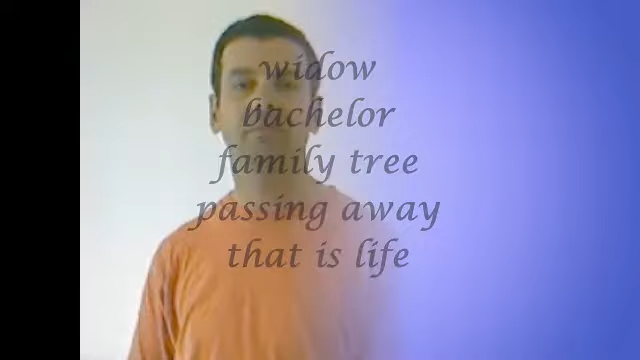 widow
bachelor
family tree
passing away
that is life